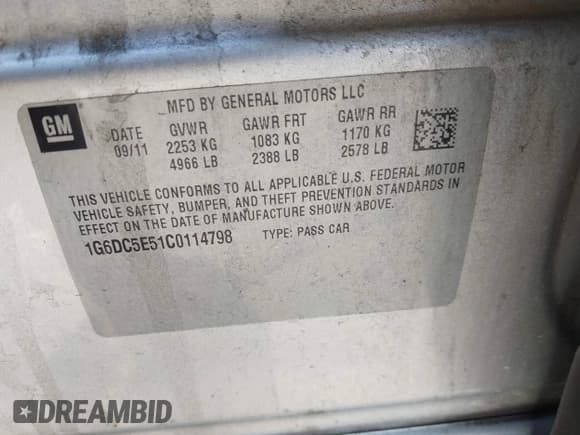 _MFD BY GENERAL MOTORS LLC
GM
DATE GVWR GAWR FRT GAWR RR
09/11 2253 KG 1083 KG 1170 KG
4966 LB 2388 LB 2578 LB
THIS VEHICLE CONFORMS TO ALL APPLICABLE U.S. FEDERAL MOTOR
VEHICLE SAFETY, BUMPER, AND THEFT PREVENTION STANDARDS IN
EFFECT ON THE DATE OF MANUFACTURE SHOWN ABOVE.
1G6DC5E51C0114798 TYPE: PASS CAR
DREAMBID